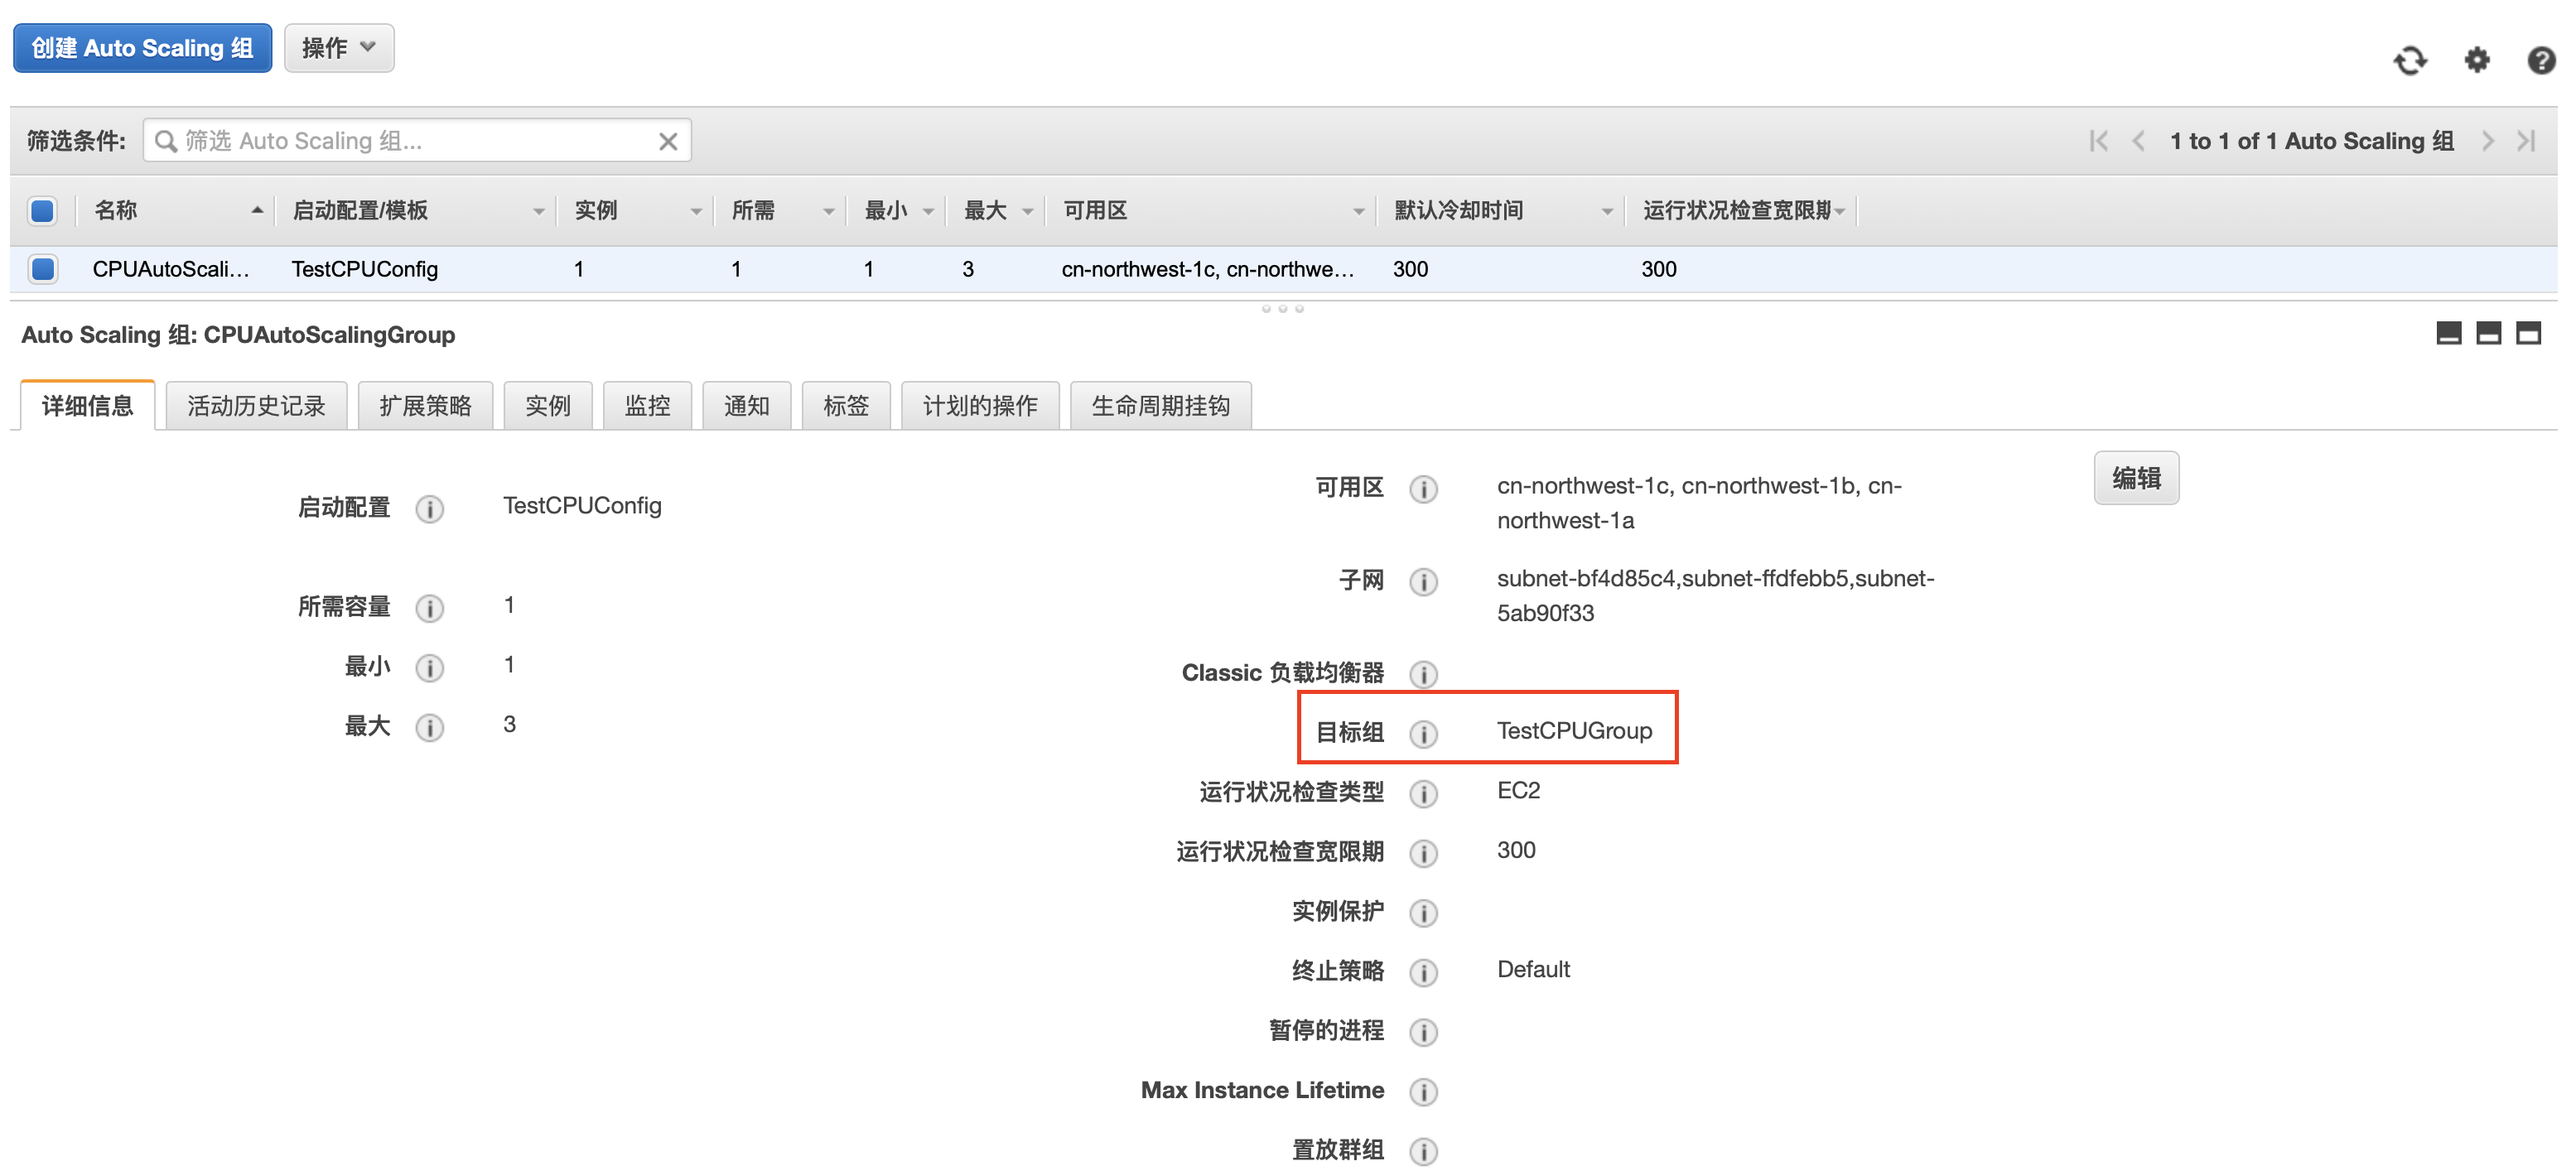 创建 Auto Scaling 组 操作
筛选条件: 筛选 Auto Scaling 组... 1 to 1 of 1 Auto Scaling 组
名称 启动配置/模板 实例 所需 最小 最大 可用区 默认冷却时间 运行状况检查宽限期
CPUAutoScali... TestCPUConfig 1 1 1 3 cn-northwest-1c, cn-northwe... 300 300
Auto Scaling 组: CPUAutoScalingGroup
详细信息 活动历史记录 扩展策略 实例 监控 通知 标签 计划的操作 生命周期挂钩
编辑
启动配置 TestCPUConfig
所需容量 1
最小 1
最大 3
可用区 cn-northwest-1c, cn-northwest-1b, cn-
northwest-1a
子网 subnet-bf4d85c4,subnet-ffdfebb5,subnet-
5ab90f33
Classic 负载均衡器
目标组 TestCPUGroup
运行状况检查类型 EC2
运行状况检查宽限期 300
实例保护
终止策略 Default
暂停的进程
Max Instance Lifetime
置放群组